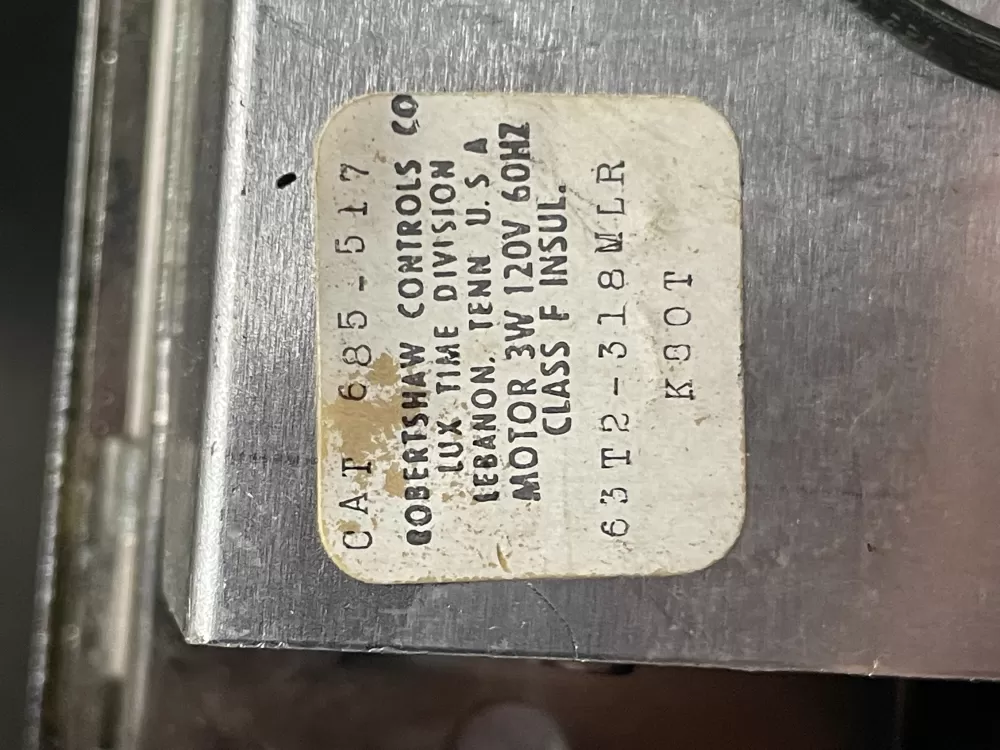 CAT 685-517
ROBERTSHAW CONTROLS CO
LUX TIME DIVISION
LEBANON. TENN U.S A
MOTOR 3W 120V 60HZ
CLASS F INSUL.
63T2-318MLR
K80T